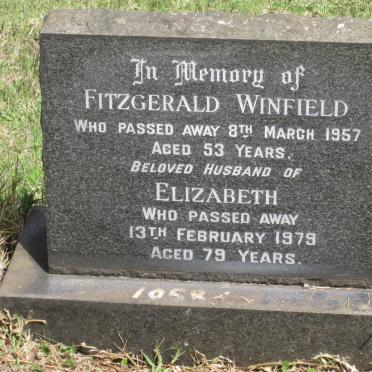 In Memory of
FITZGERALD WINFIELD
WHO PASSED AWAY 8TH MARCH 1957
AGED 53 YEARS.
BELOVED HUSBAND OF
ELIZABETH
WHO PASSED AWAY
13TH FEBRUARY 1979
AGED 79 YEARS.